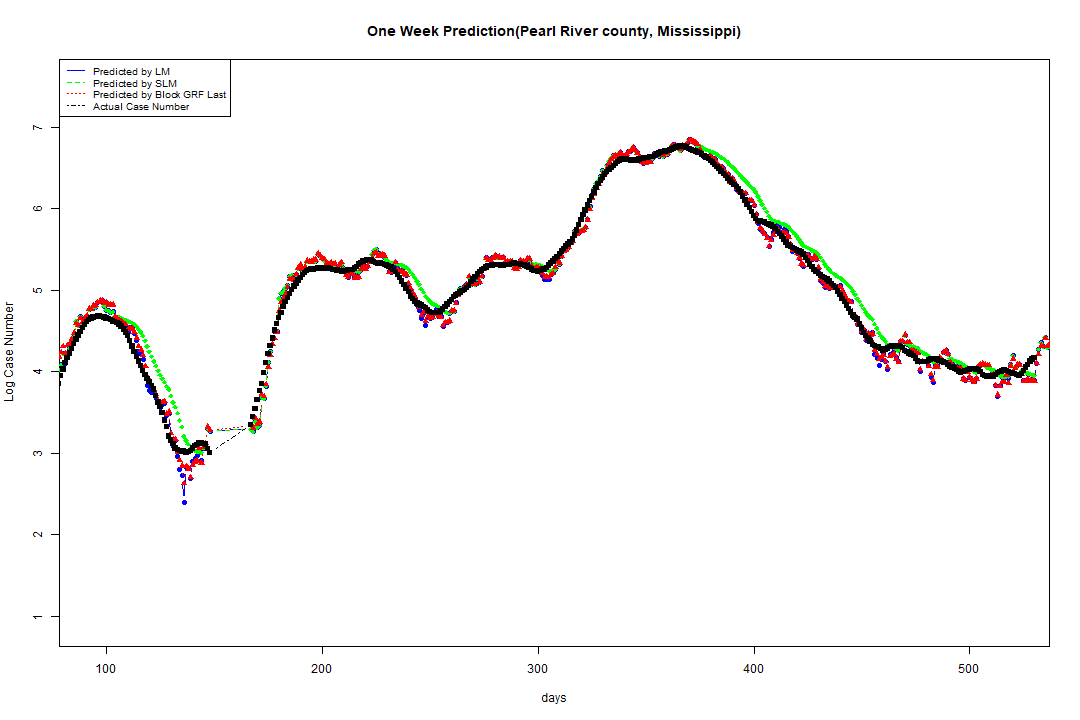 One Week Prediction(Pearl River county, Mississippi)
Predicted by LM
Predicted by SLM
Predicted by Block GRF Last
Actual Case Number
Log Case Number
7
6
5
4
3
2
1
100 200 300 400 500
days